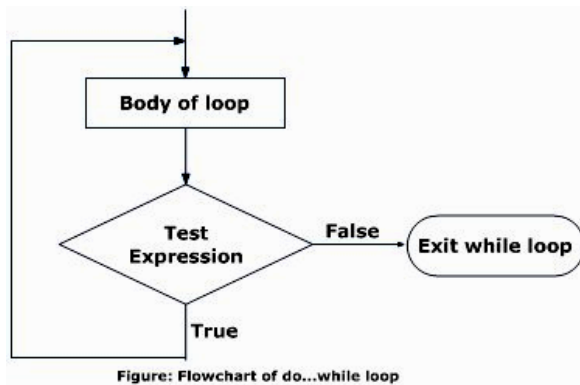 Body of loop
Test
Expression
False
Exit while loop
True
Figure: Flowchart of do...while loop